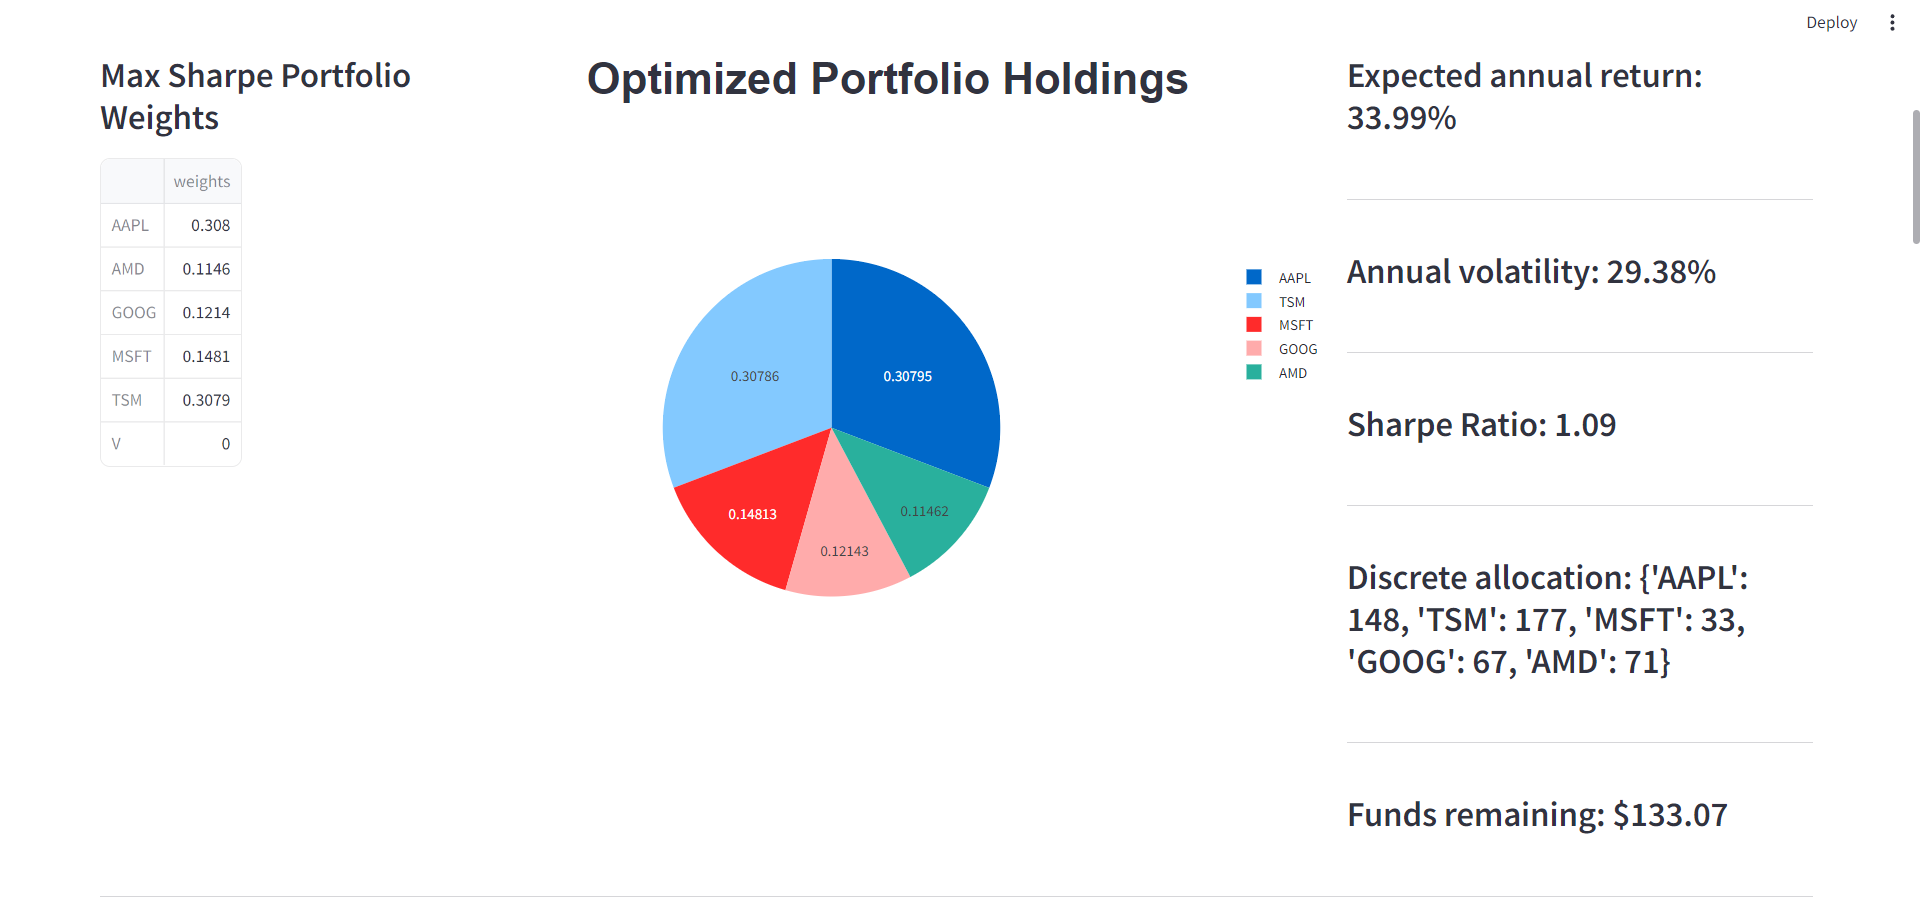 Deploy
Max Sharpe Portfolio
Weights
weights
AAPL 0.308
AMD 0.1146
GOOG 0.1214
MSFT 0.1481
TSM 0.3079
V 0
Optimized Portfolio Holdings
0.30786
0.30795
0.14813
0.11462
0.12143
AAPL
TSM
MSFT
GOOG
AMD
Expected annual return:
33.99%
Annual volatility: 29.38%
Sharpe Ratio: 1.09
Discrete allocation: {'AAPL':
148, 'TSM': 177, 'MSFT': 33,
'GOOG': 67, 'AMD': 71}
Funds remaining: $133.07